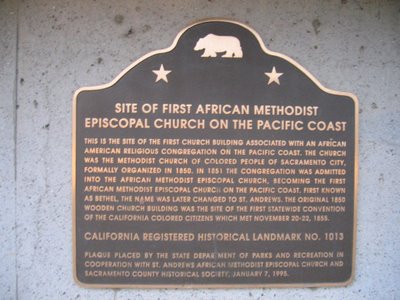 SITE OF FIRST AFRICAN METHODIST
EPISCOPAL CHURCH ON THE PACIFIC COAST
THIS IS THE SITE OF THE FIRST CHURCH BUILDING ASSOCIATED WITH AN AFRICAN
AMERICAN RELIGIOUS CONGREGATION ON THE PACIFIC COAST. THE CHURCH
WAS THE METHODIST CHURCH OF COLORED PEOPLE OF SACRAMENTO CITY,
FORMALLY ORGANIZED IN 1850. IN 1851 THE CONGREGATION WAS ADMITTED
INTO THE AFRICAN METHODIST EPISCOPAL CHURCH, BECOMING THE FIRST
AFRICAN METHODIST EPISCOPAL CHURCH ON THE PACIFIC COAST. FIRST KNOWN
AS BETHEL, THE NAME WAS LATER CHANGED TO ST. ANDREWS. THE ORIGINAL 1850
WOODEN CHURCH BUILDING WAS THE SITE OF THE FIRST STATEWIDE CONVENTION
OF THE CALIFORNIA COLORED CITIZENS WHICH MET NOVEMBER 20-22, 1855.
CALIFORNIA REGISTERED HISTORICAL LANDMARK NO. 1013
PLAQUE PLACED BY THE STATE DEPARTMENT OF PARKS AND RECREATION IN
COOPERATION WITH ST. ANDREWS AFRICAN METHODIST EPISCOPAL CHURCH AND
SACRAMENTO COUNTY HISTORICAL SOCIETY, JANUARY 7, 1995.